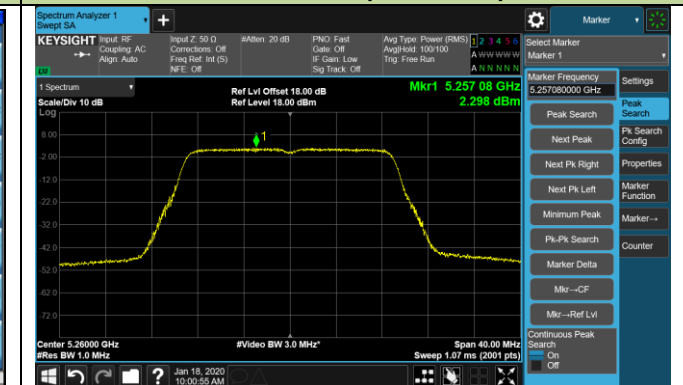 Spectrum Analyzer 1
Swept SA
Marker
KEYSIGHT
Input: RF
Coupling: AC
Align: Auto
Input Z: 50 Ω
Corrections: Off
Freq Ref: Int (S)
NFE: Off
#Atten: 20 dB
PNO: Fast
Gate: Off
IF Gain: Low
Sig Track: Off
Avg Type: Power (RMS)
Avg|Hold: 100/100
Trig: Free Run
1 2 3 4 5 6
A W W W W W
A N N N N N
Select Marker
Marker 1
1 Spectrum
Scale/Div 10 dB
Log
Ref Lvl Offset 18.00 dB
Ref Level 18.00 dBm
Mkr1 5.257 08 GHz
2.298 dBm
1
8.00
-2.00
-12.0
-22.0
-32.0
-42.0
-52.0
-62.0
-72.0
Center 5.26000 GHz
#Res BW 1.0 MHz
#Video BW 3.0 MHz*
Span 40.00 MHz
Sweep 1.07 ms (2001 pts)
Marker Frequency
5.257080000 GHz
Peak Search
Next Peak
Next Pk Right
Next Pk Left
Minimum Peak
Pk-Pk Search
Marker Delta
Mkr→CF
Mkr→Ref Lvl
Continuous Peak
Search
On
Off
Settings
Peak
Search
Pk Search
Config
Properties
Marker
Function
Marker→
Counter
?
Jan 18, 2020
10:00:55 AM